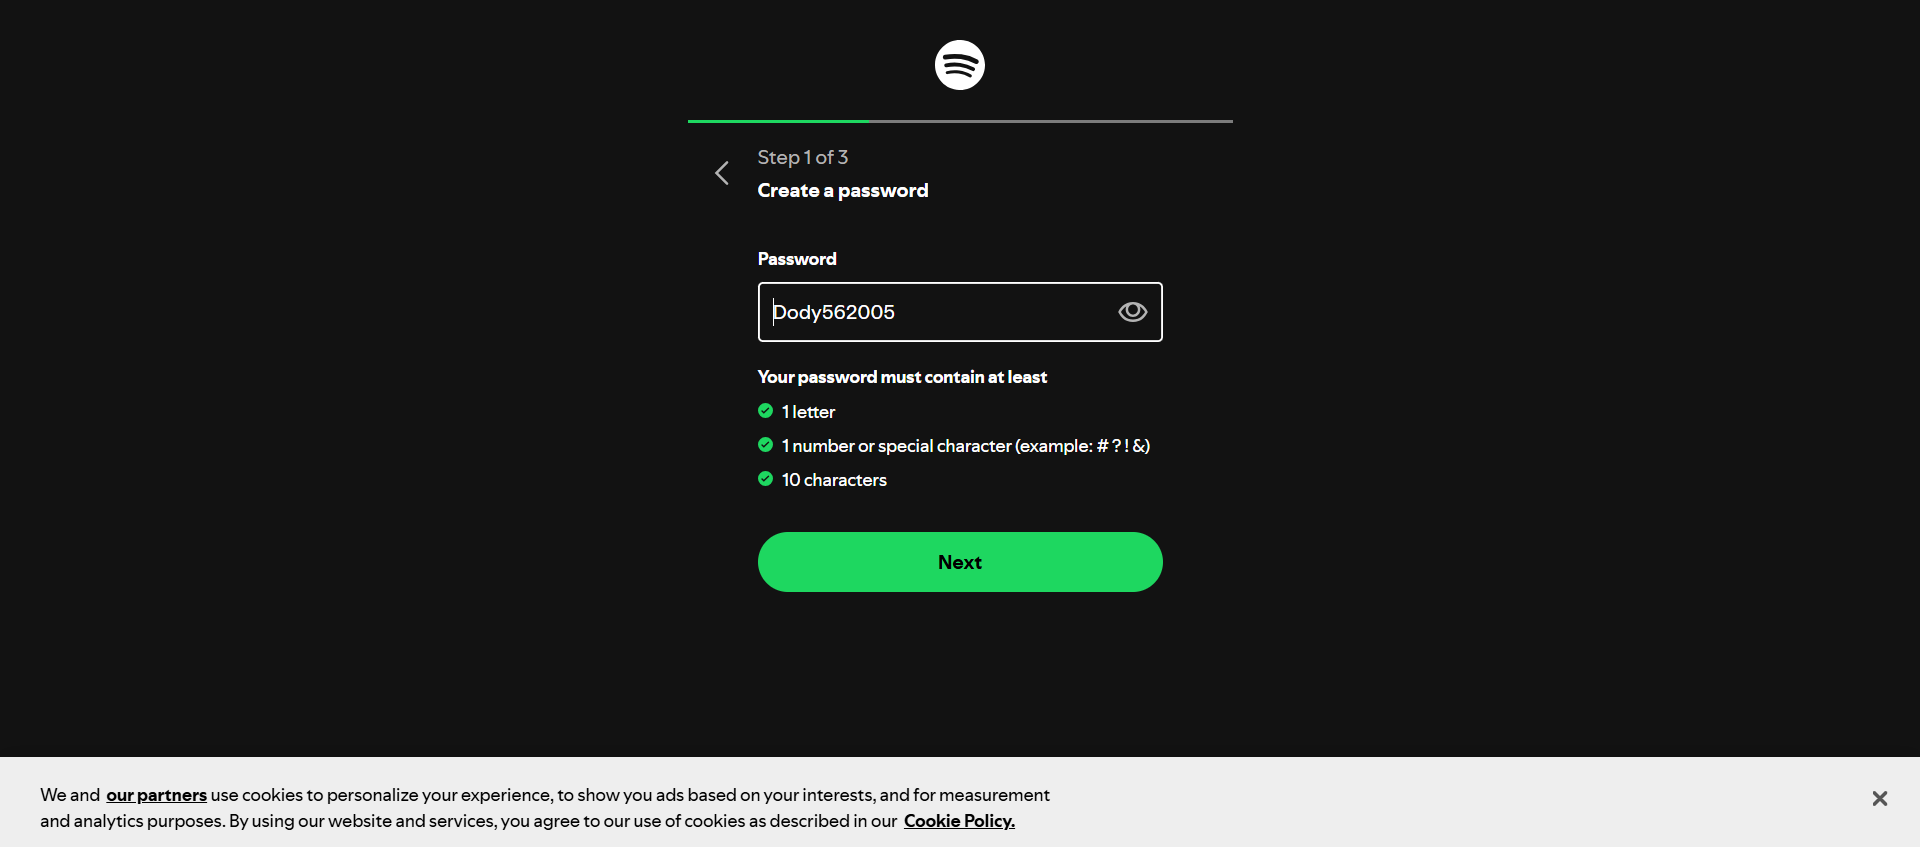 Step 1 of 3
Create a password
Password
Dody562005
Your password must contain at least
1 letter
1 number or special character (example: # ? ! &)
10 characters
Next
We and our partners use cookies to personalize your experience, to show you ads based on your interests, and for measurement
and analytics purposes. By using our website and services, you agree to our use of cookies as described in our Cookie Policy.